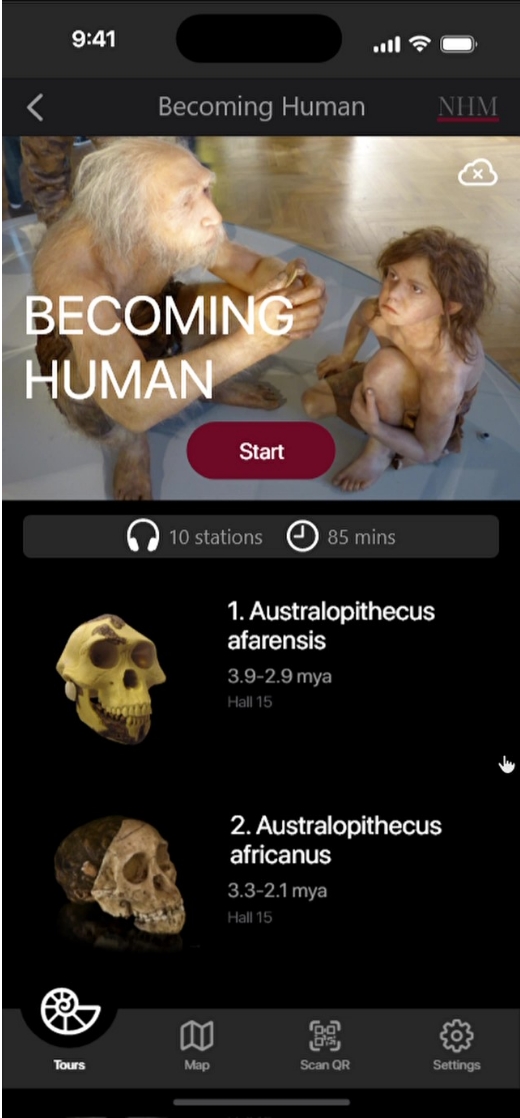 9:41
Becoming Human
NHM
BECOMING
HUMAN
Start
10 stations
85 mins
1. Australopithecus
afarensis
3.9-2.9 mya
Hall 15
2. Australopithecus
africanus
3.3-2.1 mya
Hall 15
Tours
Map
Scan QR
Settings